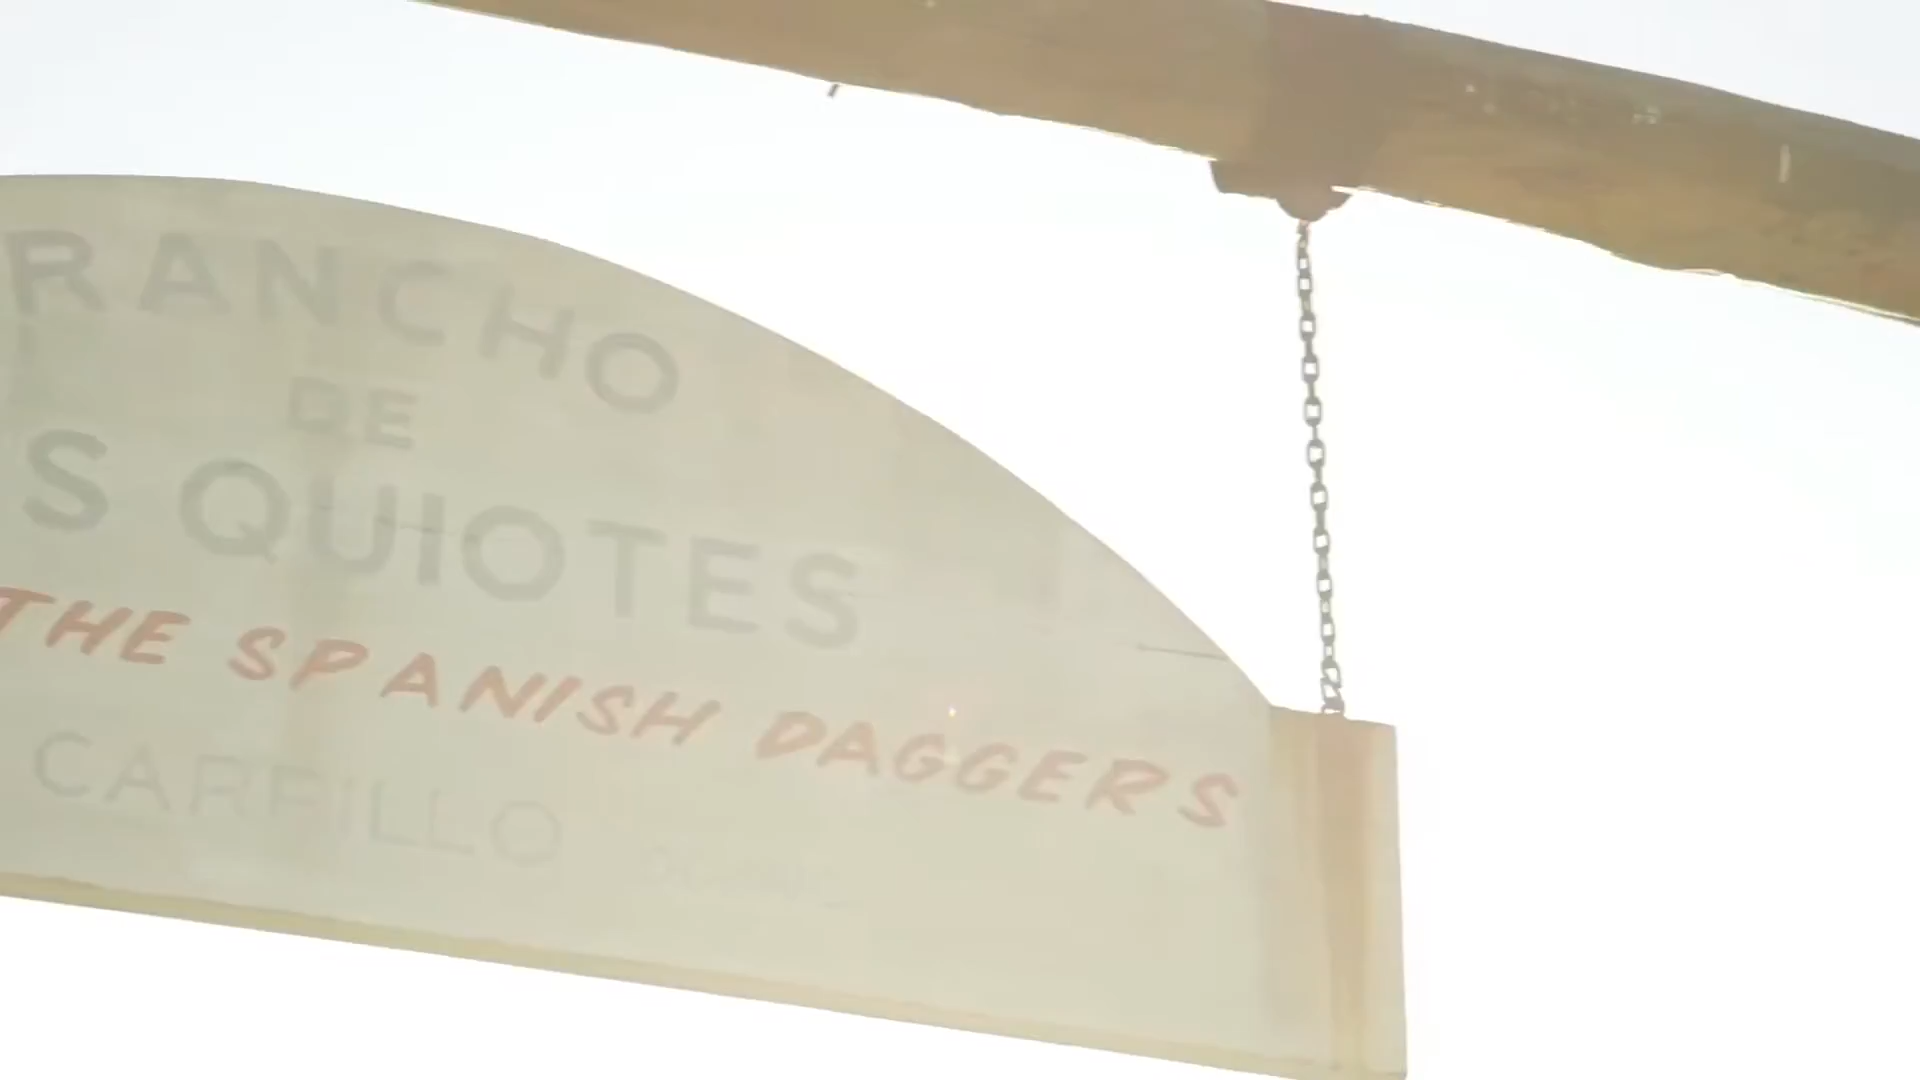 RANCHO
DE
S QUIOTES
THE SPANISH DAGGERS
CARRILLO